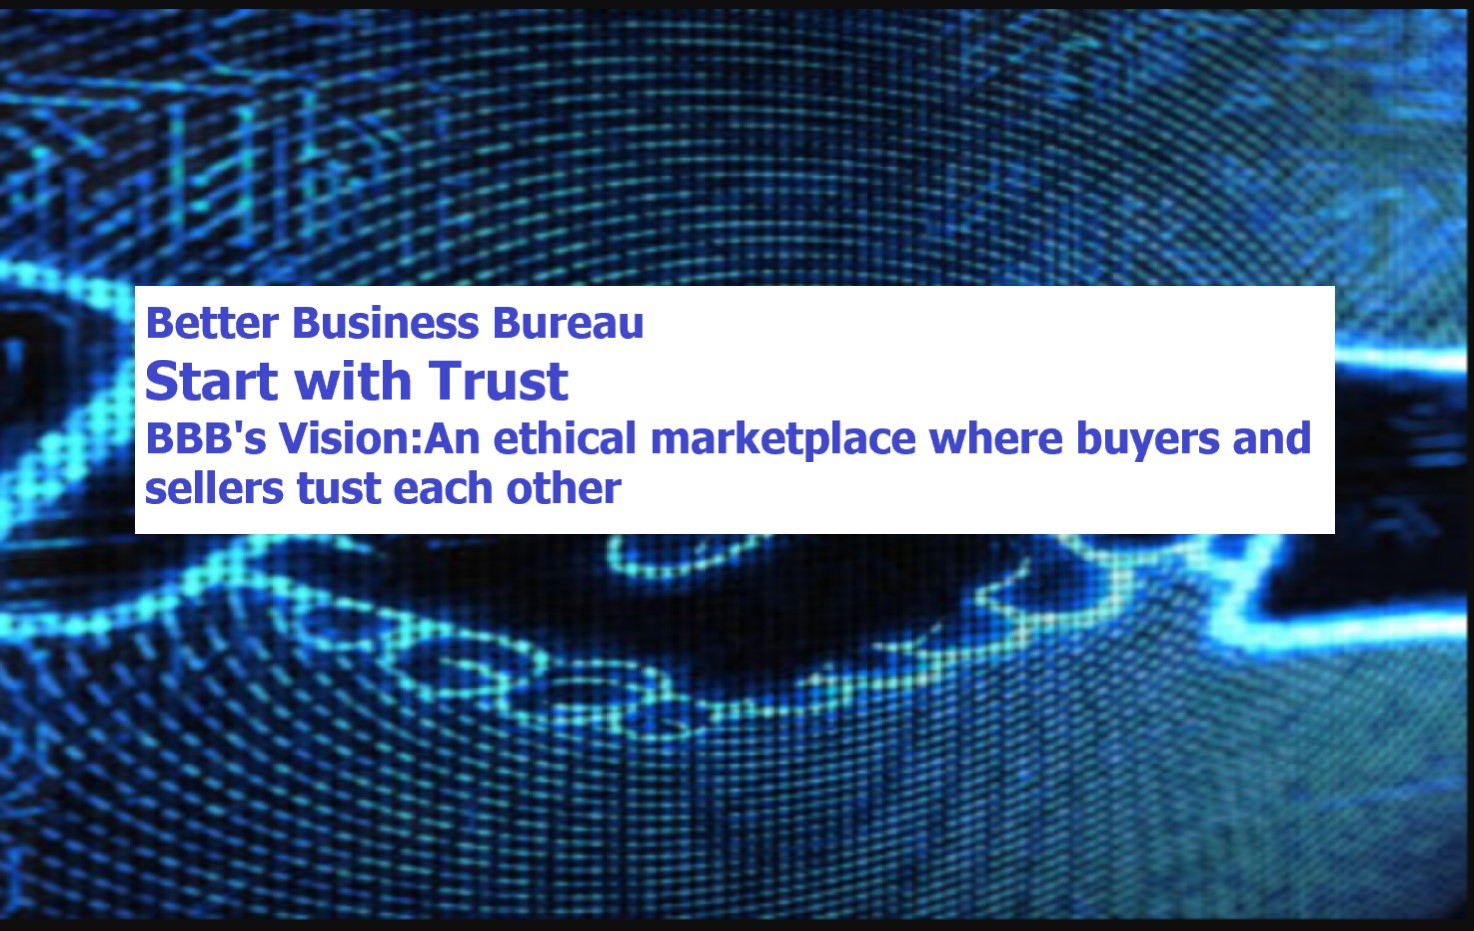 Better Business Bureau
Start with Trust
BBB's Vision:An ethical marketplace where buyers and
sellers tust each other